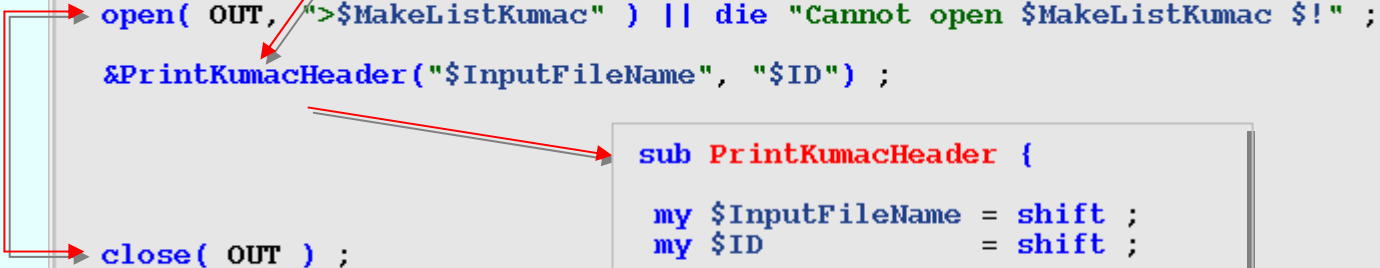 open( OUT, ">$MakeListKumac" ) || die "Cannot open $MakeListKumac $!" ;
&PrintKumacHeader("$InputFileName", "$ID") ;
sub PrintKumacHeader {
my $InputFileName = shift ;
my $ID = shift ;
close( OUT ) ;